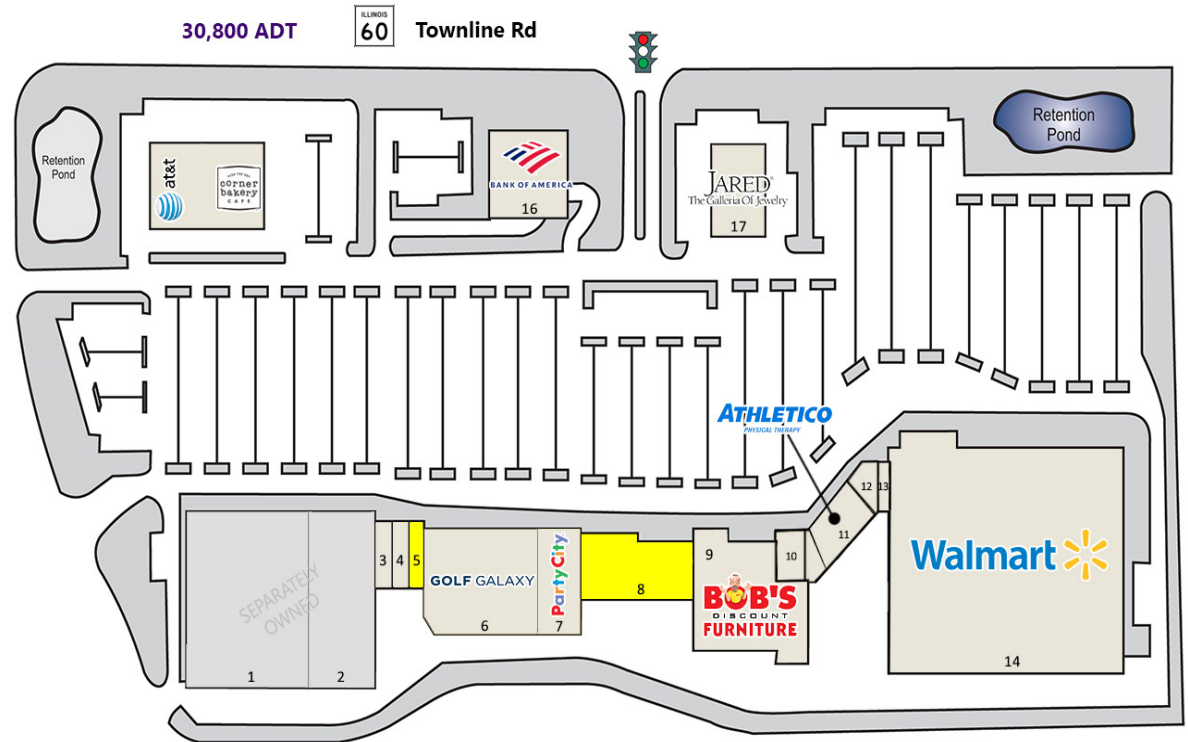 30,800 ADT
ILLINOIS
60
Townline Rd
Retention
Pond
at&t
corner
bakery
CAFE
BANK OF AMERICA
16
JARED
The Galleria Of Jewelry
17
Retention
Pond
ATHLETICO
PHYSICAL THERAPY
SEPARATELY
OWNED
1
2
3
4
5
GOLF GALAXY
6
PartyCity
7
8
9
BOB'S
DISCOUNT
FURNITURE
10
11
12
13
Walmart
14